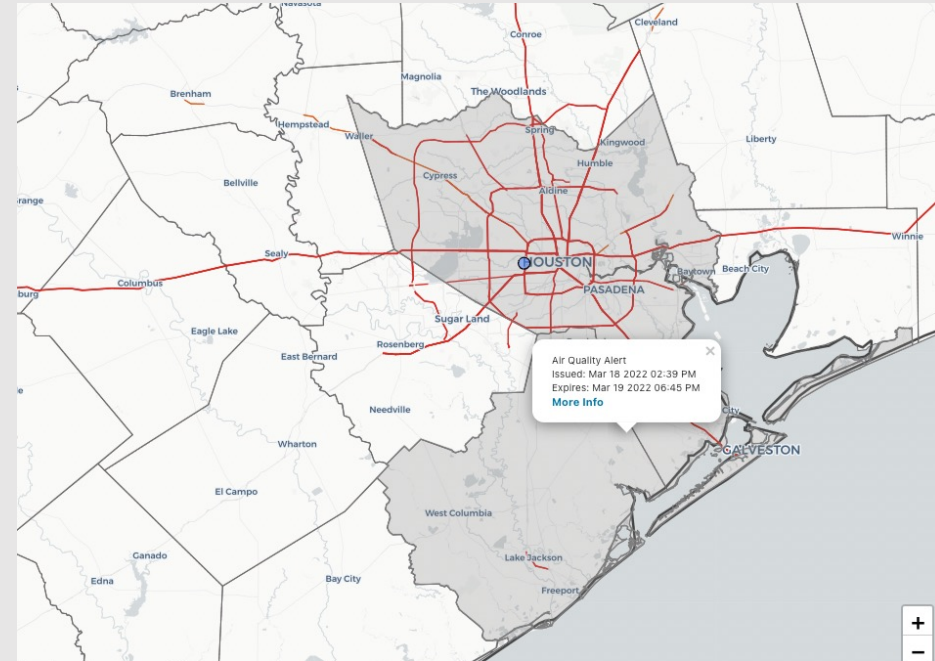 Navasota
Cleveland
Conroe
Magnolia
The Woodlands
Brenham
Hempstead
Waller
Spring
Kingwood
Liberty
Humble
Cypress
Bellville
Aldine
Sealy
Winnie
HOUSTON
Baytown
Beach City
Columbus
PASADENA
Sugar Land
Eagle Lake
Rosenberg
East Bernard
Air Quality Alert
Issued: Mar 18 2022 02:39 PM
Expires: Mar 19 2022 06:45 PM
More Info
×
Needville
City
Wharton
GALVESTON
El Campo
West Columbia
Ganado
Lake Jackson
Edna
Bay City
Freeport
+
−